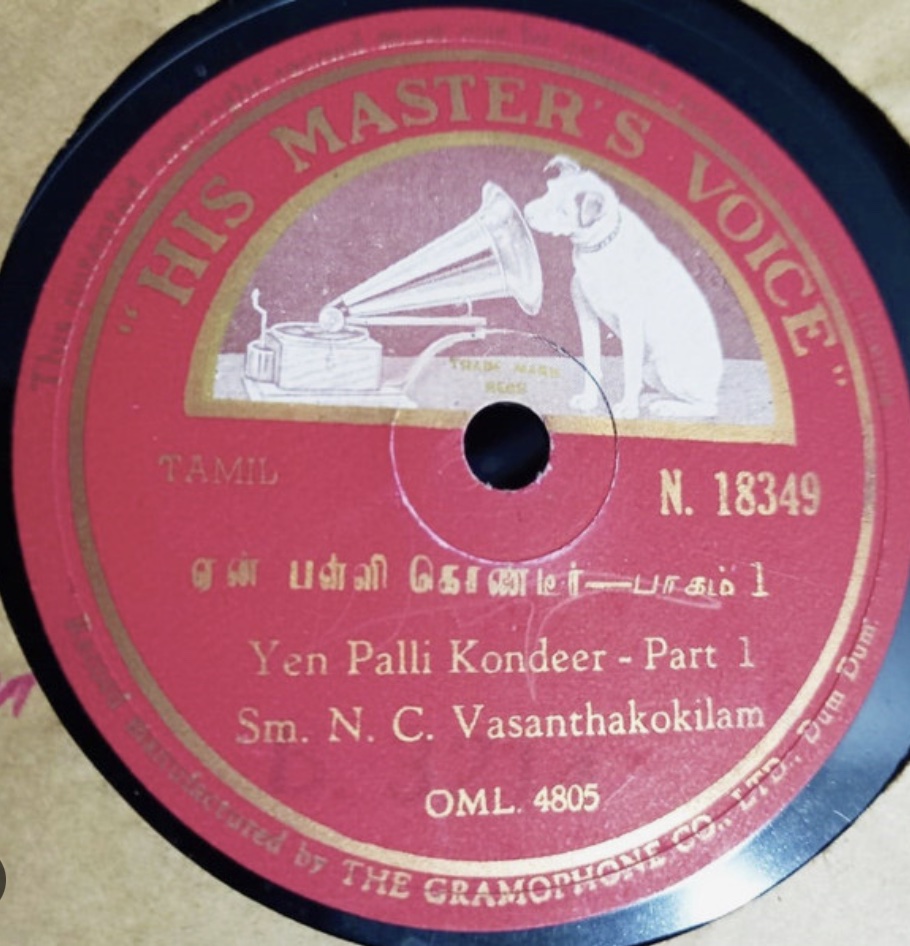 "HIS MASTER'S VOICE"
TRADE MARK
REGD
TAMIL
N. 18349
ஏன் பள்ளி கொண்டீர்—பாகம் 1
Yen Palli Kondeer - Part 1
Sm. N. C. Vasanthakokilam
OML. 4805
Manufactured by THE GRAMOPHONE CO., LTD., Dum Dum.